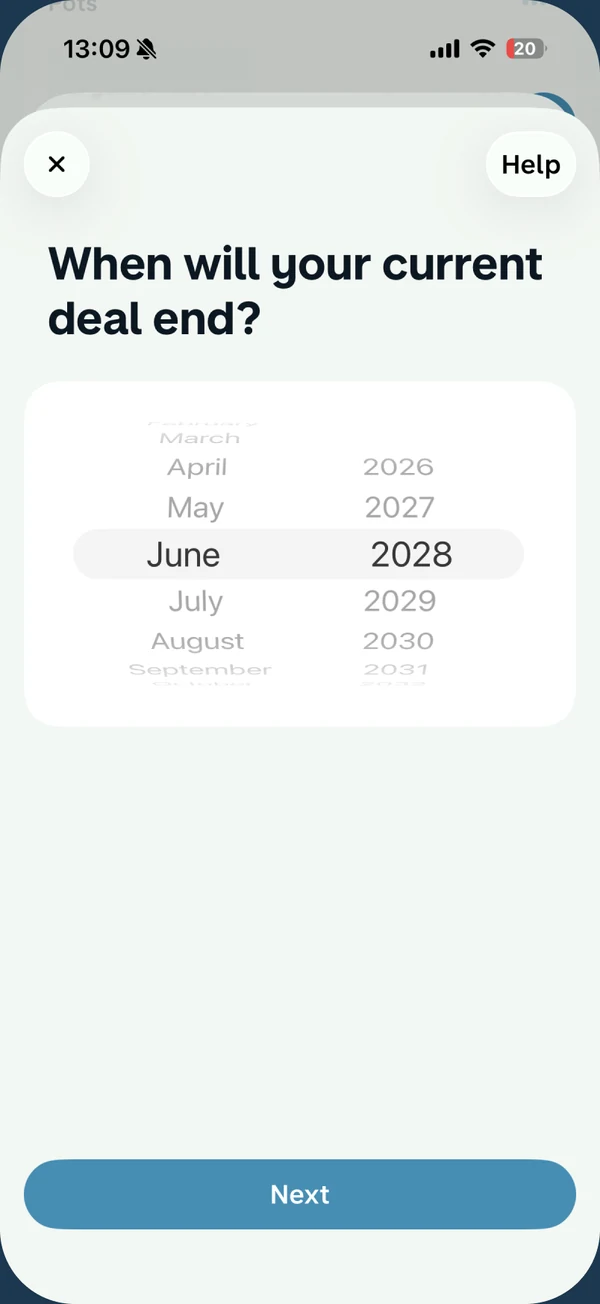 Pots
13:09
20
Help
When will your current
deal end?
March
April 2026
May 2027
June 2028
July 2029
August 2030
September 2031
Next